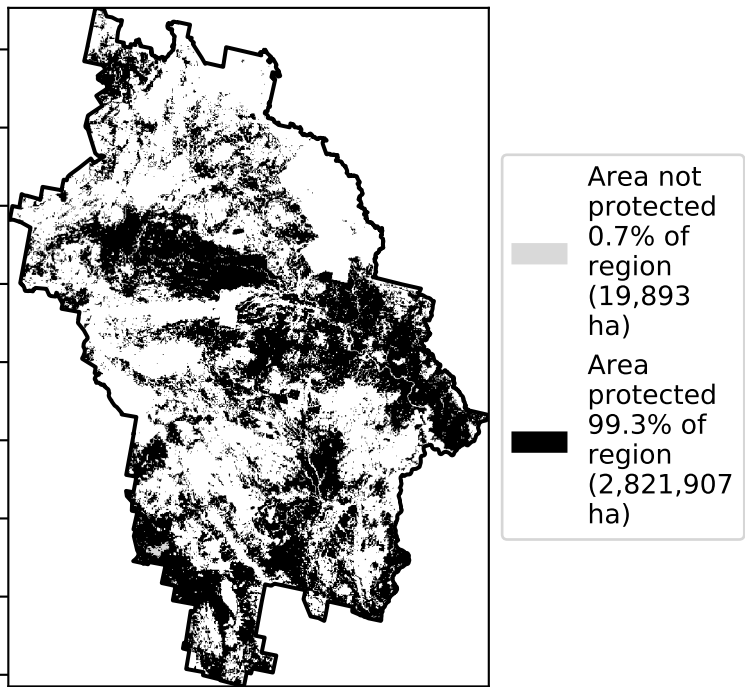 Area not
protected
0.7% of
region
(19,893
ha)
Area
protected
99.3% of
region
(2,821,907
ha)